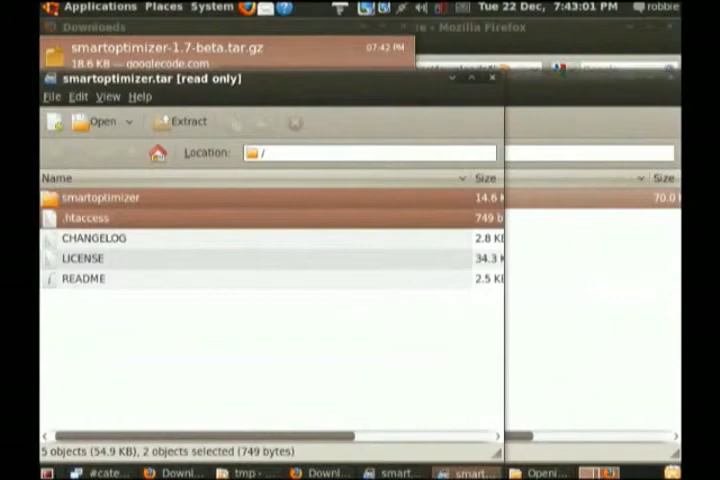 Applications Places System Tue 22 Dec, 7:43:01 PM robbie
Downloads e - Mozilla Firefox
smartoptimizer-1.7-beta.tar.gz 07:42 PM
18.6 KB — googlecode.com
smartoptimizer.tar [read only]
File Edit View Help
Open Extract
Location: /
Name Size Size
smartoptimizer 14.6 K 70.0
.htaccess 749 b
CHANGELOG 2.8 KB
LICENSE 34.3 K
README 2.5 KB
5 objects (54.9 KB), 2 objects selected (749 bytes)
#cate... Downl... tmp - ... Downl... smart... smart... Openi...